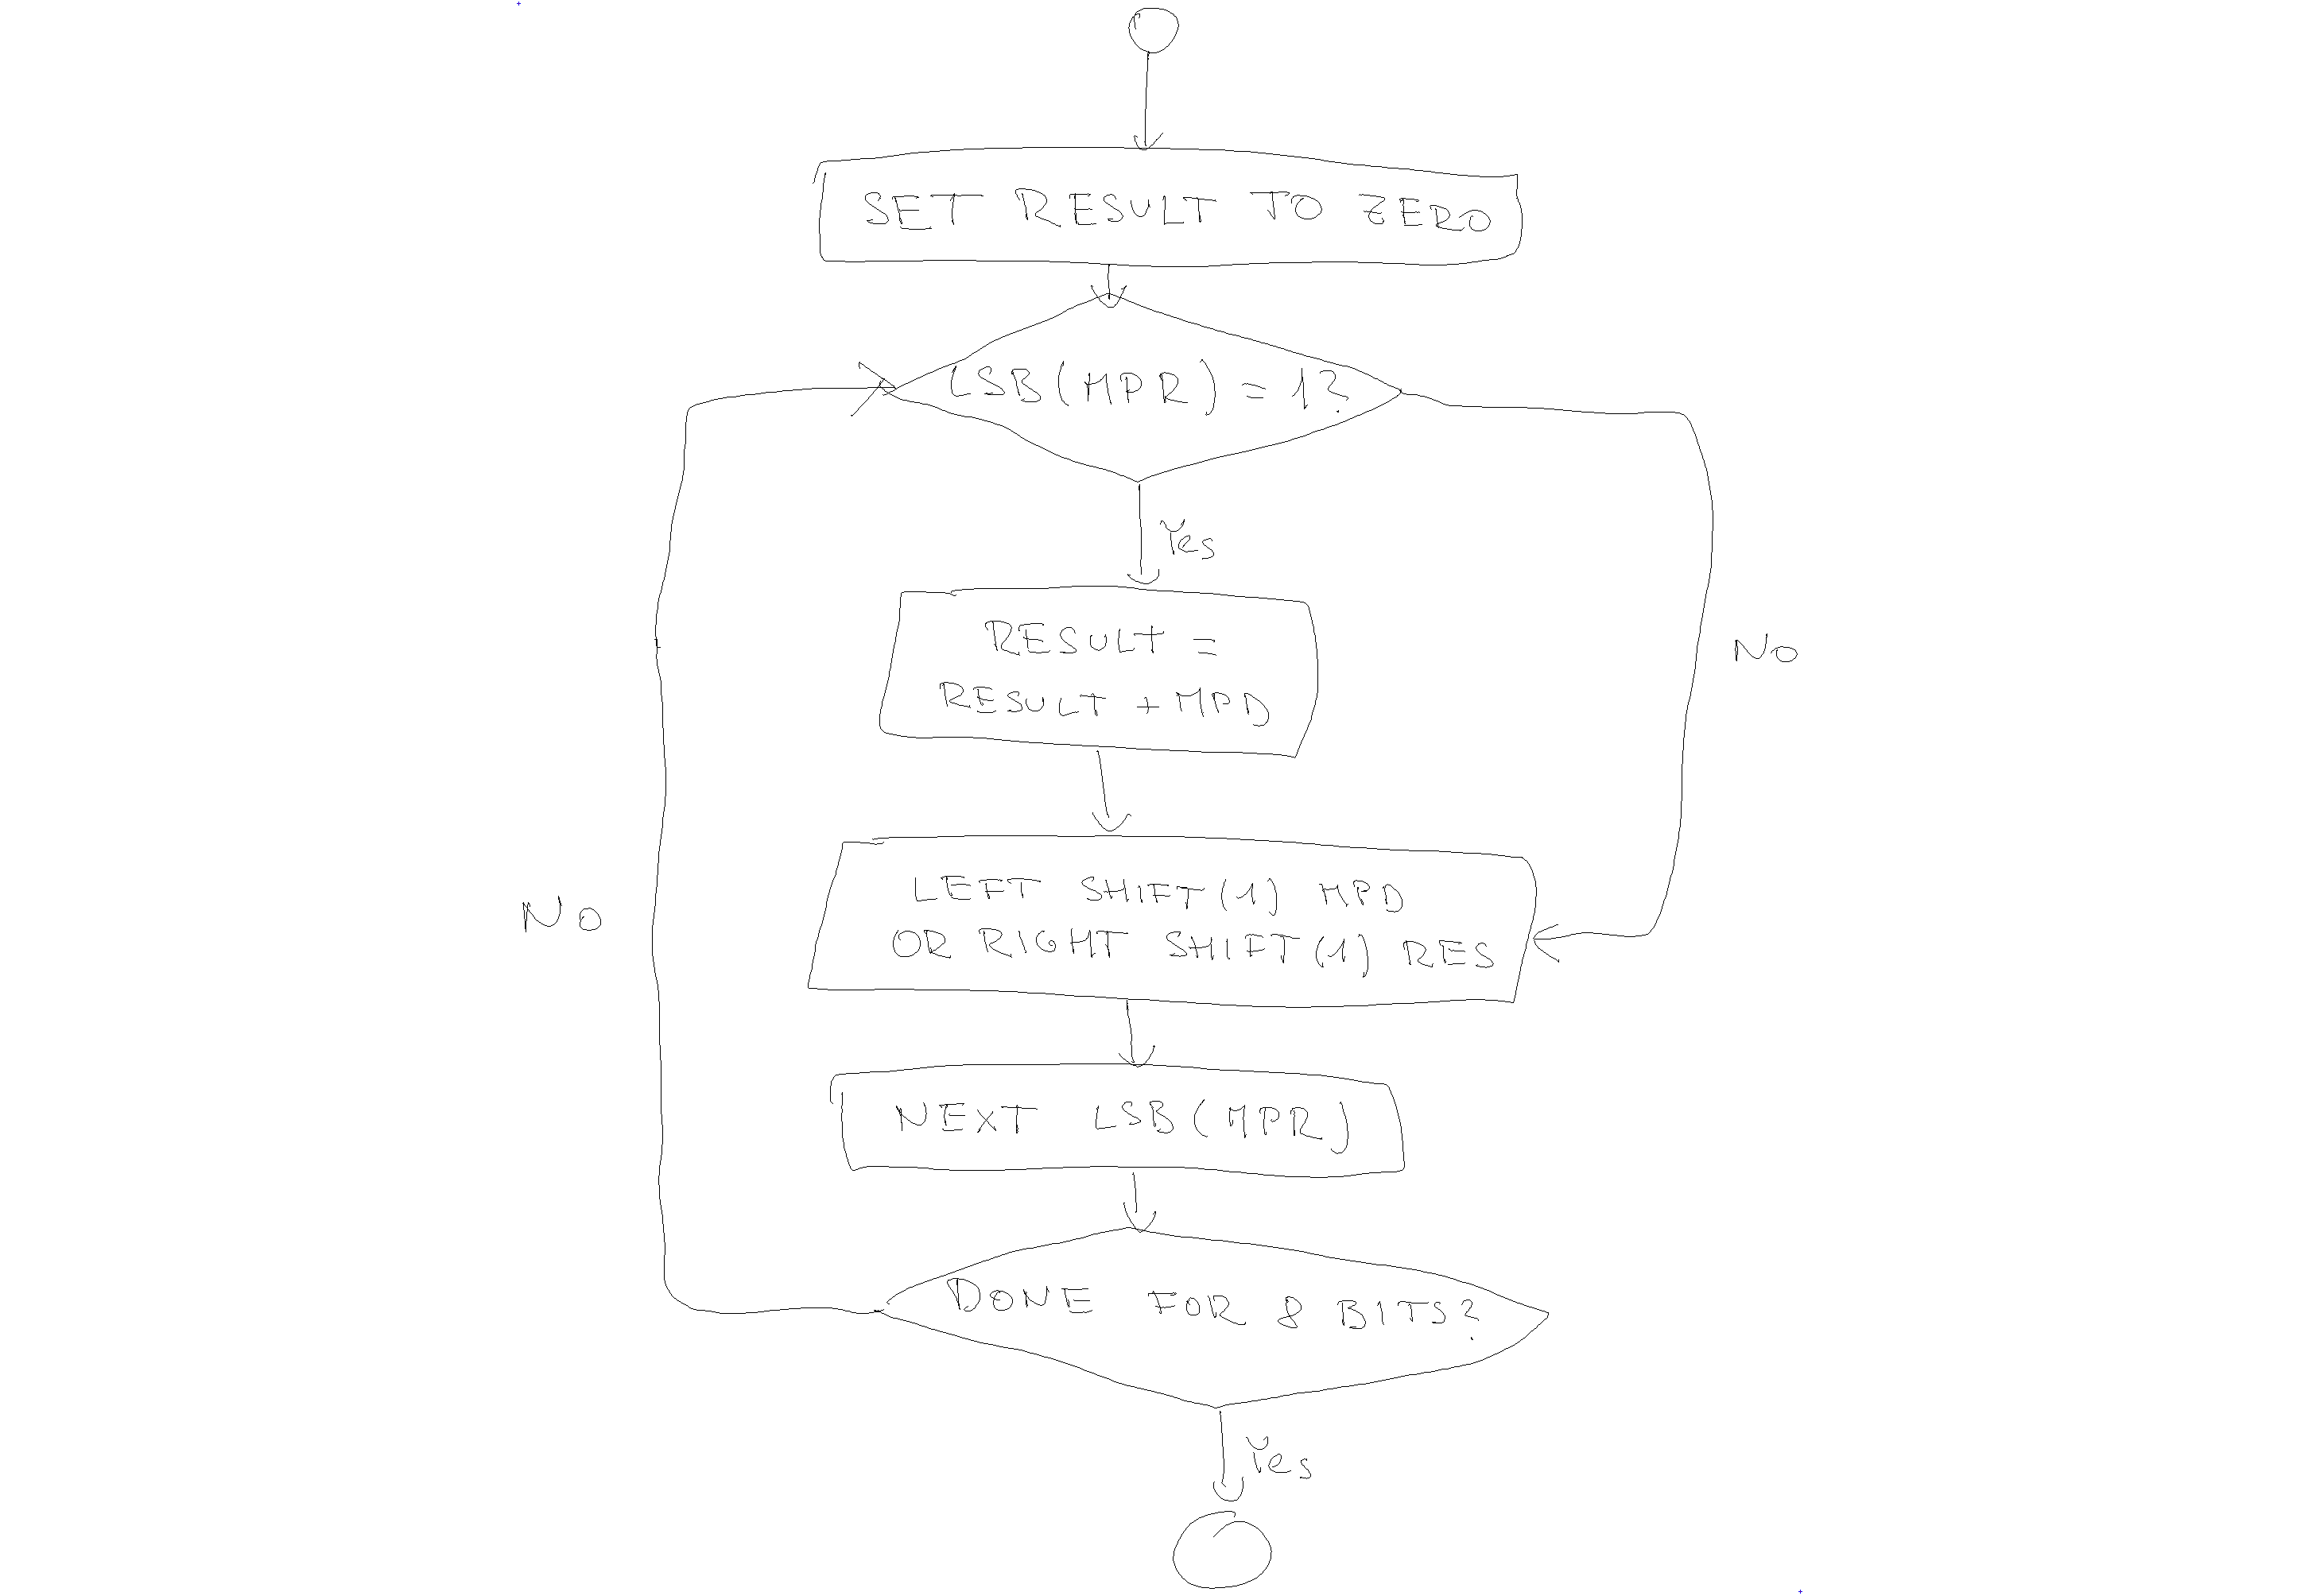 SET RESULT TO ZERO
LSB(MPR) = 1?
Yes
RESULT =
RESULT + MPD
No
LEFT SHIFT(1) MPD
OR RIGHT SHIFT(1) RES
No
NEXT LSB(MPR)
DONE FOR 8 BITS?
Yes